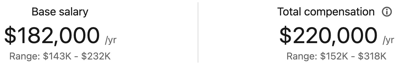 Base salary
$182,000 /yr
Range: $143K - $232K
Total compensation
$220,000 /yr
Range: $152K - $318K